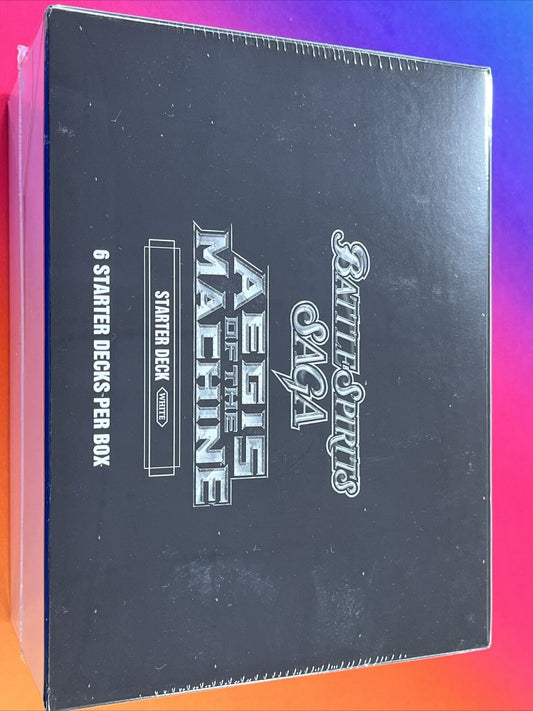 BATTLE SPIRITS
SAGA
AEGIS
OF THE
MACHINE
STARTER DECK WHITE
6 STARTER DECKS PER BOX